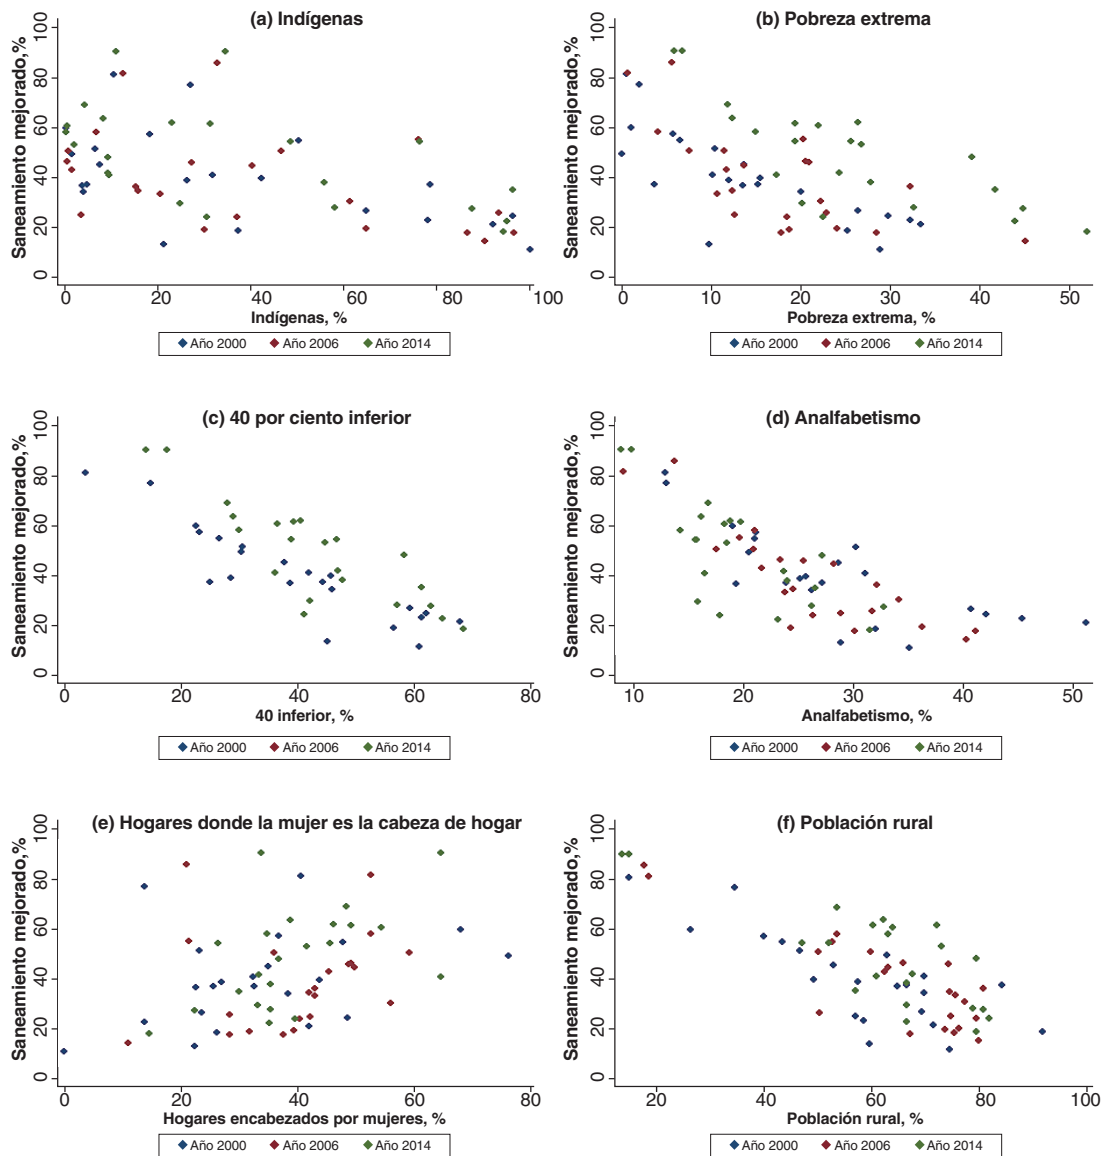 (a) Indígenas
Saneamiento mejorado,%
100
80
60
40
20
0
0 20 40 60 80 100
Indígenas, %
Año 2000 Año 2006 Año 2014
(b) Pobreza extrema
Saneamiento mejorado,%
100
80
60
40
20
0
0 10 20 30 40 50
Pobreza extrema, %
Año 2000 Año 2006 Año 2014
(c) 40 por ciento inferior
Saneamiento mejorado,%
100
80
60
40
20
0
0 20 40 60 80
40 inferior, %
Año 2000 Año 2006 Año 2014
(d) Analfabetismo
Saneamiento mejorado,%
100
80
60
40
20
0
10 20 30 40 50
Analfabetismo, %
Año 2000 Año 2006 Año 2014
(e) Hogares donde la mujer es la cabeza de hogar
Saneamiento mejorado,%
100
80
60
40
20
0
0 20 40 60 80
Hogares encabezados por mujeres, %
Año 2000 Año 2006 Año 2014
(f) Población rural
Saneamiento mejorado,%
100
80
60
40
20
0
20 40 60 80 100
Población rural, %
Año 2000 Año 2006 Año 2014